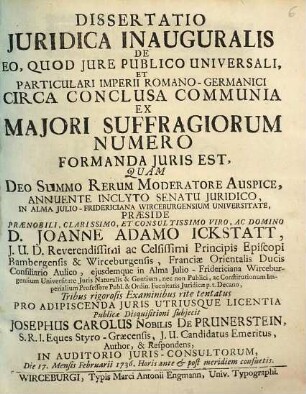 6
DISSERTATIO
JURIDICA INAUGURALIS
DE
EO, QUOD JURE PUBLICO UNIVERSALI,
ET
PARTICULARI IMPERII ROMANO-GERMANICI
CIRCA CONCLUSA COMMUNIA
EX
MAJORI SUFFRAGIORUM
NUMERO
FORMANDA JURIS EST,
QUAM
DEO SUMMO RERUM MODERATORE AUSPICE,
ANNUENTE INCLYTO SENATU JURIDICO,
IN ALMA JULIO-FRIDERICIANA WIRCEBURGENSIUM UNIVERSITATE,
PRÆSIDE
PRÆNOBILI, CLARISSIMO, ET CONSULTISSIMO VIRO, AC DOMINO
D. JOANNE ADAMO ICKSTATT,
J. U. D. Reverendissimi ac Celsissimi Principis Episcopi
Bambergensis & Wirceburgensis, Franciæ Orientalis Ducis
Consiliario Aulico, ejusdemque in Alma Julio-Fridericiana Wircebur-
gensium Universitate Juris Naturalis & Gentium, nec non Publici, ac Constitutionum Im-
perialium Professore Publ. & Ordin. Facultatis Juridicæ p. t. Decano,
Tribus rigorosis Examinibus rite tentatus
PRO ADIPISCENDA JURIS UTRIUSQUE LICENTIA
Publicæ Disquisitioni subjecit
JOSEPHUS CAROLUS NOBILIS DE PRUNERSTEIN,
S. R. I. Eques Styro-Græcensis, J. U. Candidatus Emeritus,
Author, & Respondens,
IN AUDITORIO JURIS-CONSULTORUM,
Die 17. Mensis Februarii 1736. Horis ante & post meridiem consuetis.
WIRCEBURGI, Typis Marci Antonii Engmann, Univ. Typographi.